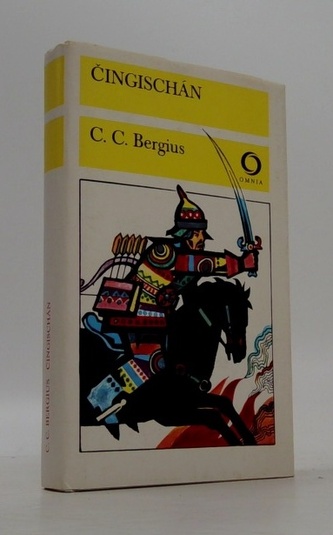 ČINGISCHÁN
C. C. Bergius
OMNIA
C. C. BERGIUS ČINGISCHÁN